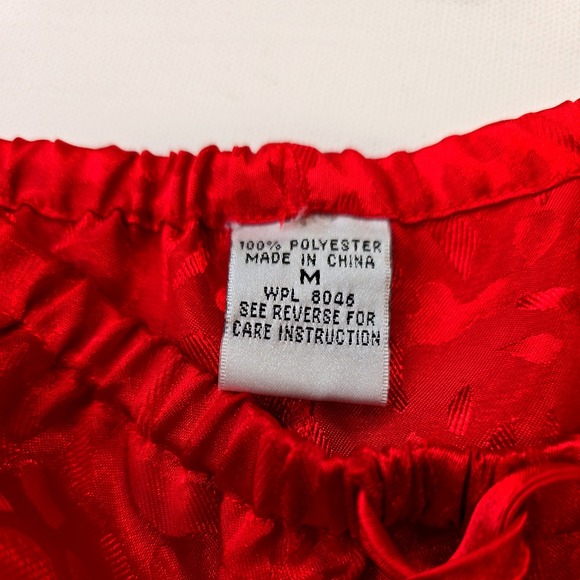 100% POLYESTER
MADE IN CHINA
M
WPL 8046
SEE REVERSE FOR
CARE INSTRUCTION